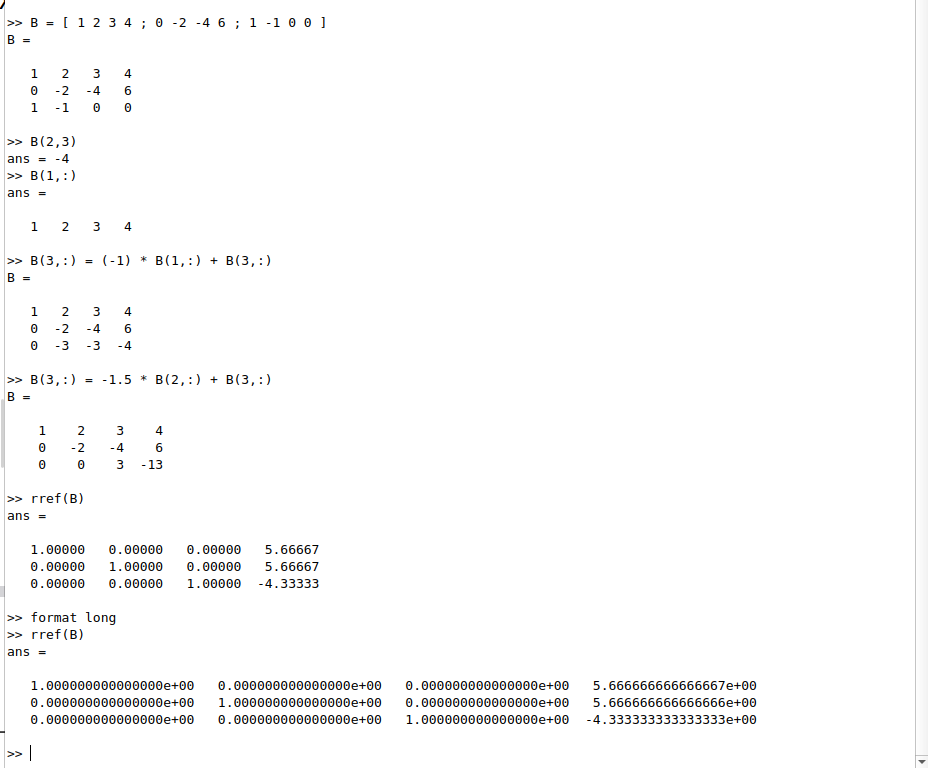 >> B = [ 1 2 3 4 ; 0 -2 -4 6 ; 1 -1 0 0 ]
B =
1 2 3 4
0 -2 -4 6
1 -1 0 0
>> B(2,3)
ans = -4
>> B(1,:)
ans =
1 2 3 4
>> B(3,:) = (-1) * B(1,:) + B(3,:)
B =
1 2 3 4
0 -2 -4 6
0 -3 -3 -4
>> B(3,:) = -1.5 * B(2,:) + B(3,:)
B =
1 2 3 4
0 -2 -4 6
0 0 3 -13
>> rref(B)
ans =
1.00000 0.00000 0.00000 5.66667
0.00000 1.00000 0.00000 5.66667
0.00000 0.00000 1.00000 -4.33333
>> format long
>> rref(B)
ans =
1.000000000000000e+00 0.000000000000000e+00 0.000000000000000e+00 5.666666666666667e+00
0.000000000000000e+00 1.000000000000000e+00 0.000000000000000e+00 5.666666666666666e+00
0.000000000000000e+00 0.000000000000000e+00 1.000000000000000e+00 -4.333333333333333e+00
>>